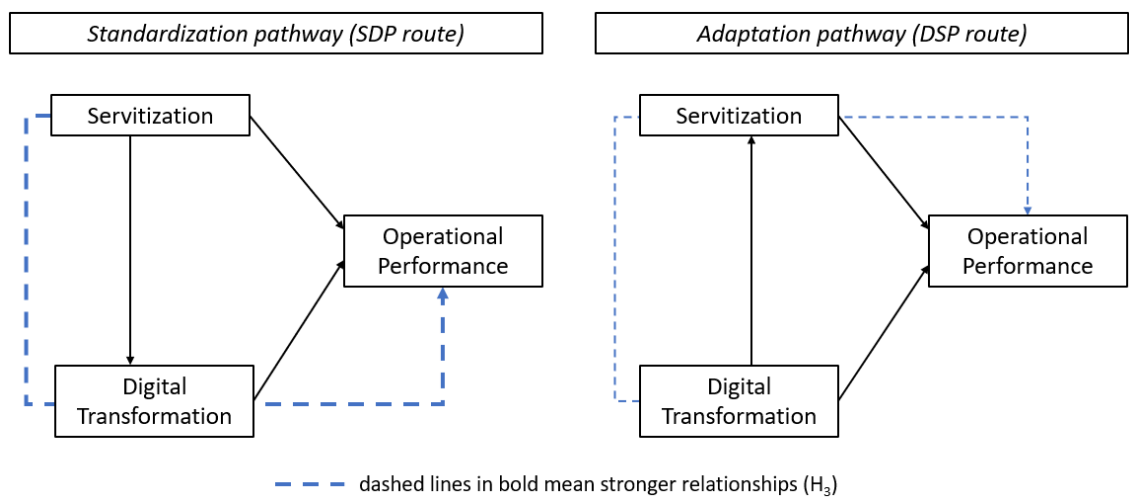 Standardization pathway (SDP route)
Adaptation pathway (DSP route)
Servitization
Operational
Performance
Digital
Transformation
Servitization
Operational
Performance
Digital
Transformation
dashed lines in bold mean stronger relationships (H₃)